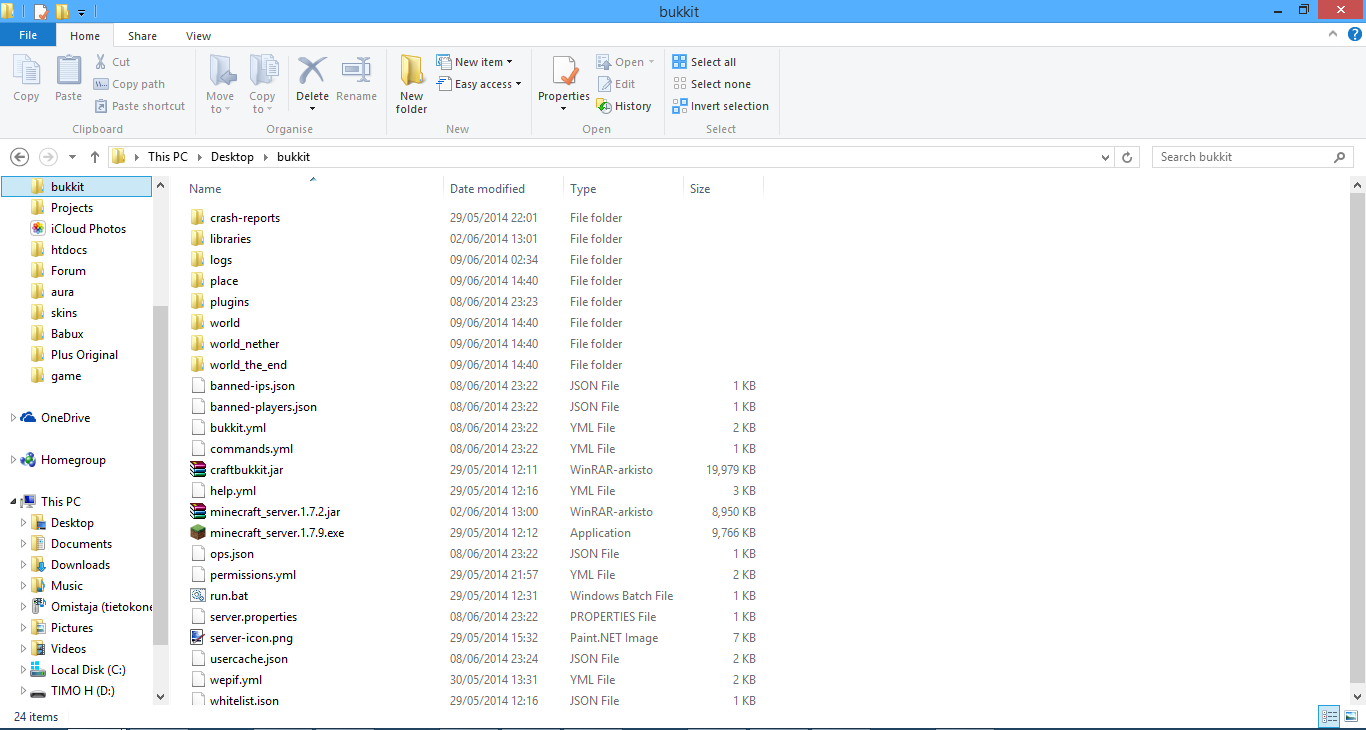 bukkit
File Home Share View
Copy
Paste
Cut
Copy path
Paste shortcut
Clipboard
Move to
Copy to
Delete
Rename
Organise
New folder
New item
Easy access
New
Properties
Open
Edit
History
Open
Select all
Select none
Invert selection
Select
This PC Desktop bukkit
Search bukkit
bukkit
Projects
iCloud Photos
htdocs
Forum
aura
skins
Babux
Plus Original
game
OneDrive
Homegroup
This PC
Desktop
Documents
Downloads
Music
Omistaja (tietokone
Pictures
Videos
Local Disk (C:)
TIMO H (D:)
Name Date modified Type Size
crash-reports 29/05/2014 22:01 File folder
libraries 02/06/2014 13:01 File folder
logs 09/06/2014 02:34 File folder
place 09/06/2014 14:40 File folder
plugins 08/06/2014 23:23 File folder
world 09/06/2014 14:40 File folder
world_nether 09/06/2014 14:40 File folder
world_the_end 09/06/2014 14:40 File folder
banned-ips.json 08/06/2014 23:22 JSON File 1 KB
banned-players.json 08/06/2014 23:22 JSON File 1 KB
bukkit.yml 08/06/2014 23:22 YML File 2 KB
commands.yml 08/06/2014 23:22 YML File 1 KB
craftbukkit.jar 29/05/2014 12:11 WinRAR-arkisto 19,979 KB
help.yml 29/05/2014 12:16 YML File 3 KB
minecraft_server.1.7.2.jar 02/06/2014 13:00 WinRAR-arkisto 8,950 KB
minecraft_server.1.7.9.exe 29/05/2014 12:12 Application 9,766 KB
ops.json 08/06/2014 23:22 JSON File 1 KB
permissions.yml 29/05/2014 21:57 YML File 2 KB
run.bat 29/05/2014 12:31 Windows Batch File 1 KB
server.properties 08/06/2014 23:22 PROPERTIES File 1 KB
server-icon.png 29/05/2014 15:32 Paint.NET Image 7 KB
usercache.json 08/06/2014 23:24 JSON File 2 KB
wepif.yml 30/05/2014 13:31 YML File 2 KB
whitelist.json 29/05/2014 12:16 JSON File 1 KB
24 items